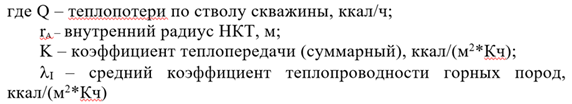 где Q – теплопотери по стволу скважины, ккал/ч;
rА – внутренний радиус НКТ, м;
К – коэффициент теплопередачи (суммарный), ккал/(м²*Кч);
λI – средний коэффициент теплопроводности горных пород,
ккал/(м²*Кч)